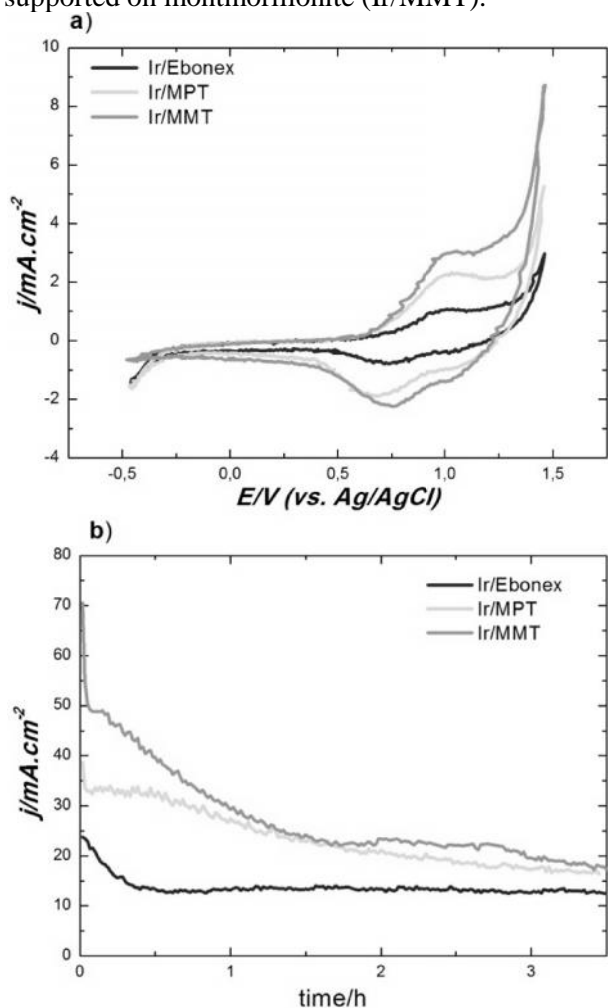 supported on montmorillonite (Ir/MMT).
a)
Ir/Ebonex
Ir/MPT
Ir/MMT
10
8
6
4
2
0
-2
-4
j/mA.cm-2
-0,5
0,0
0,5
1,0
1,5
E/V (vs. Ag/AgCl)
b)
Ir/Ebonex
Ir/MPT
Ir/MMT
80
70
60
50
40
30
20
10
0
j/mA.cm-2
0
1
2
3
time/h